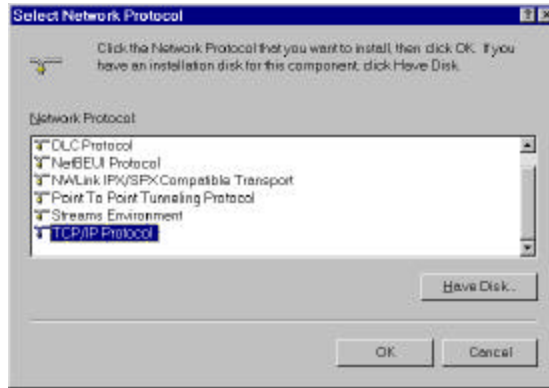 Select Network Protocol
Click the Network Protocol that you want to install, then click OK. If you
have an installation disk for this component, click Have Disk.
Network Protocol:
DLC Protocol
NetBEUI Protocol
NWLink IPX/SPX Compatible Transport
Point To Point Tunneling Protocol
Streams Environment
TCP/IP Protocol
Have Disk...
OK
Cancel